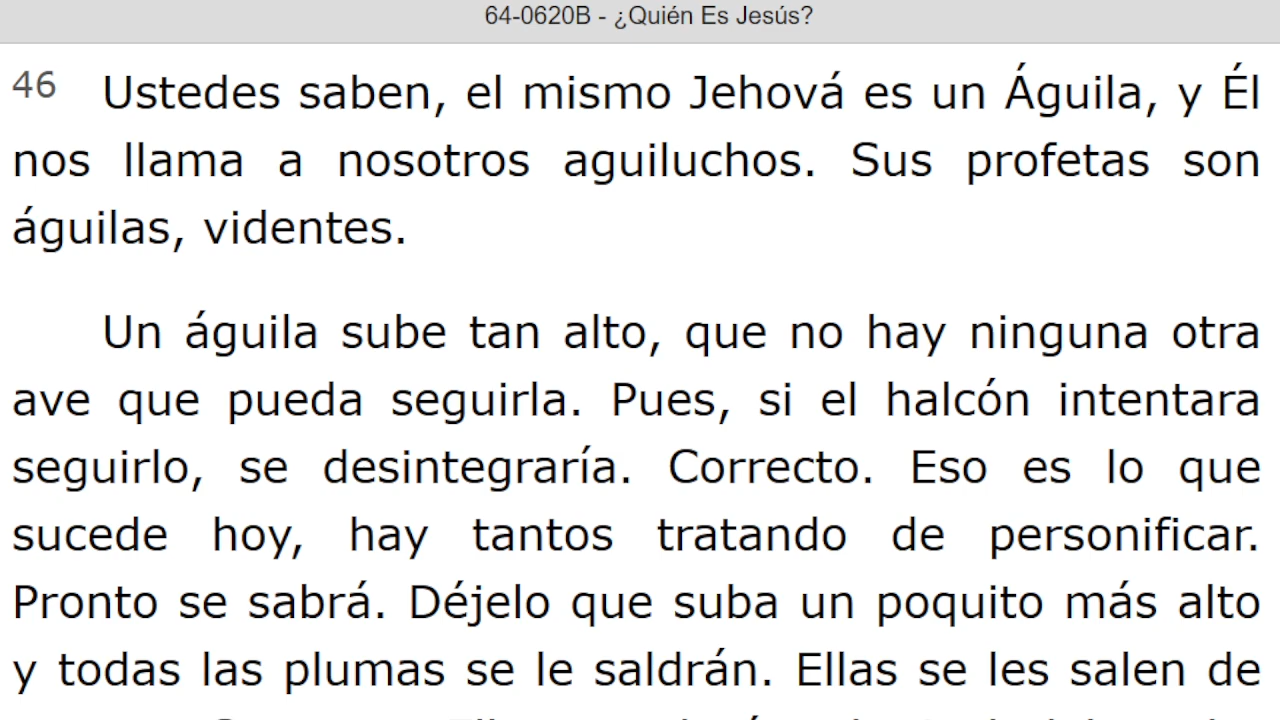 64-0620B - ¿Quién Es Jesús?
46 Ustedes saben, el mismo Jehová es un Águila, y Él
nos llama a nosotros aguiluchos. Sus profetas son
águilas, videntes.
Un águila sube tan alto, que no hay ninguna otra
ave que pueda seguirla. Pues, si el halcón intentara
seguirlo, se desintegraría. Correcto. Eso es lo que
sucede hoy, hay tantos tratando de personificar.
Pronto se sabrá. Déjelo que suba un poquito más alto
y todas las plumas se le saldrán. Ellas se les salen de